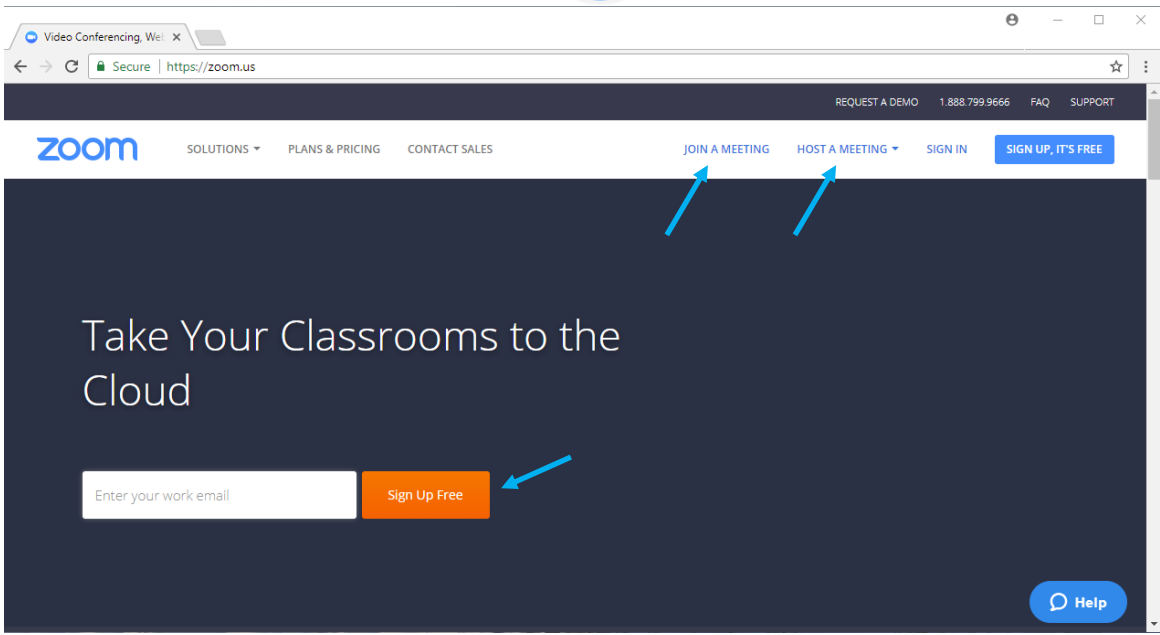 Video Conferencing, Wel
Secure | https://zoom.us
REQUEST A DEMO 1.888.799.9666 FAQ SUPPORT
zoom SOLUTIONS PLANS & PRICING CONTACT SALES JOIN A MEETING HOST A MEETING SIGN IN SIGN UP, IT'S FREE
Take Your Classrooms to the
Cloud
Enter your work email Sign Up Free
Help